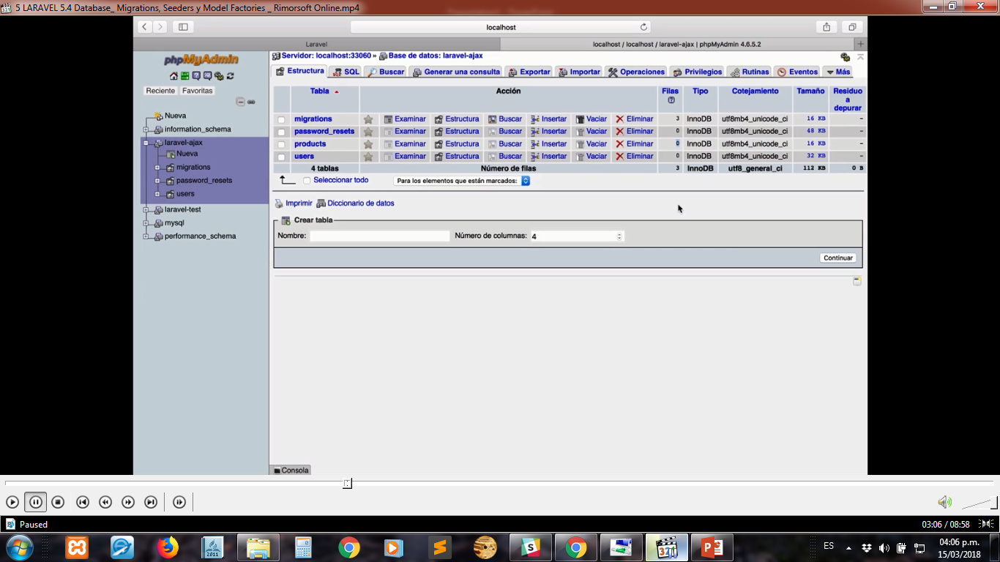 5 LARAVEL 5.4 Database_ Migrations, Seeders y Model Factories _ Rimorsoft Online.mp4
localhost
Laravel
localhost / localhost / laravel-ajax | phpMyAdmin 4.6.5.2
phpMyAdmin
Reciente Favoritas
Nueva
information_schema
laravel-ajax
Nueva
migrations
password_resets
users
laravel-test
mysql
performance_schema
Servidor: localhost:33060 » Base de datos: laravel-ajax
Estructura SQL Buscar Generar una consulta Exportar Importar Operaciones Privilegios Rutinas Eventos Más
Tabla Acción Filas Tipo Cotejamiento Tamaño Residuo a depurar
migrations Examinar Estructura Buscar Insertar Vaciar Eliminar 3 InnoDB utf8mb4_unicode_ci 16 KB -
password_resets Examinar Estructura Buscar Insertar Vaciar Eliminar 0 InnoDB utf8mb4_unicode_ci 48 KB -
products Examinar Estructura Buscar Insertar Vaciar Eliminar 0 InnoDB utf8mb4_unicode_ci 16 KB -
users Examinar Estructura Buscar Insertar Vaciar Eliminar 0 InnoDB utf8mb4_unicode_ci 32 KB -
4 tablas Número de filas 3 InnoDB utf8_general_ci 112 KB 0 B
Seleccionar todo Para los elementos que están marcados:
Imprimir Diccionario de datos
Crear tabla
Nombre: Número de columnas: 4
Continuar
Consola
Paused 03:06 / 08:58
2011
321
ES 04:06 p.m.
15/03/2018